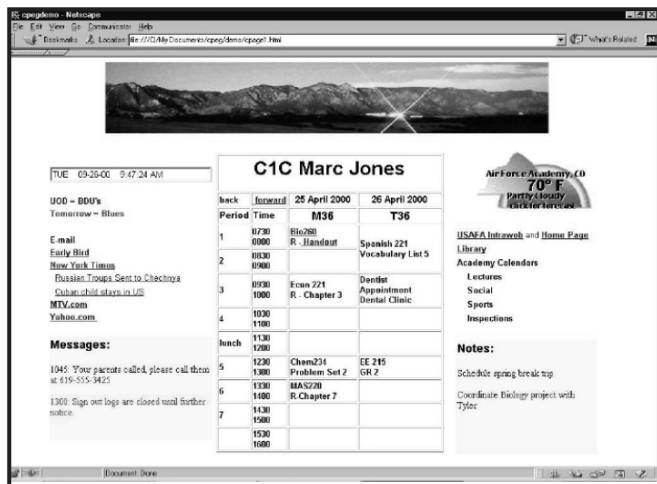 cpegdemo - Netscape
File Edit View Go Communicator Help
Bookmarks Location: file:///C|/My Documents/cpeg/demo/cpage1.html What's Related
TUE 09-26-00 9:47:24 AM
UOD = BDU's
Tomorrow = Blues
E-mail
Early Bird
New York Times
Russian Troups Sent to Chechnya
Cuban child stays in US
MTV.com
Yahoo.com
Messages:
1045: Your parents called, please call them
at 619-555-3425
1300: Sign out logs are closed until further
notice.
C1C Marc Jones
back forward 25 April 2000 26 April 2000
Period Time M36 T36
1 0730 0800 Bio260
R - Handout
Spanish 221
Vocabulary List 5
2 0830 0900
3 0930 1000 Econ 221
R - Chapter 3
Dentist
Appointment
Dental Clinic
4 1030 1100
lunch 1130 1200
5 1230 1300 Chem234
Problem Set 2
EE 215
GR 2
6 1330 1400 MAS220
R-Chapter 7
7 1430 1500
1530 1600
Air Force Academy, CO
70° F
Partly Cloudy
click for forecast
USAFA Intraweb and Home Page
Library
Academy Calendars
Lectures
Social
Sports
Inspections
Notes:
Schedule spring break trip
Coordinate Biology project with
Tyler
Document: Done